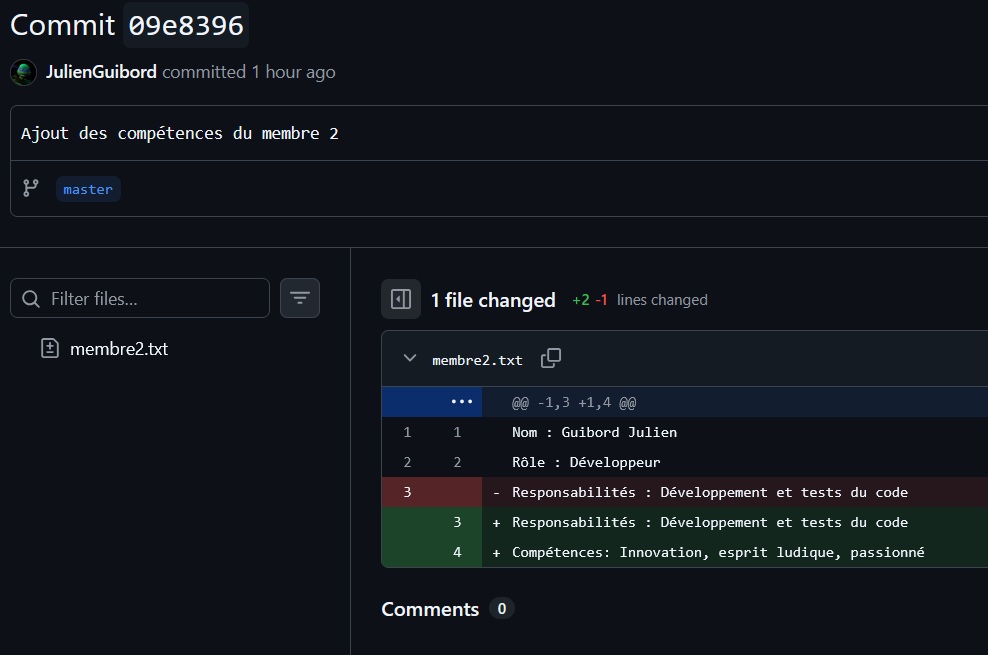 Commit 09e8396
JulienGuibord committed 1 hour ago
Ajout des compétences du membre 2
master
Filter files...
membre2.txt
1 file changed +2 -1 lines changed
membre2.txt
@@ -1,3 +1,4 @@
1 1 Nom : Guibord Julien
2 2 Rôle : Développeur
3 - Responsabilités : Développement et tests du code
3 + Responsabilités : Développement et tests du code
4 + Compétences: Innovation, esprit ludique, passionné
Comments 0